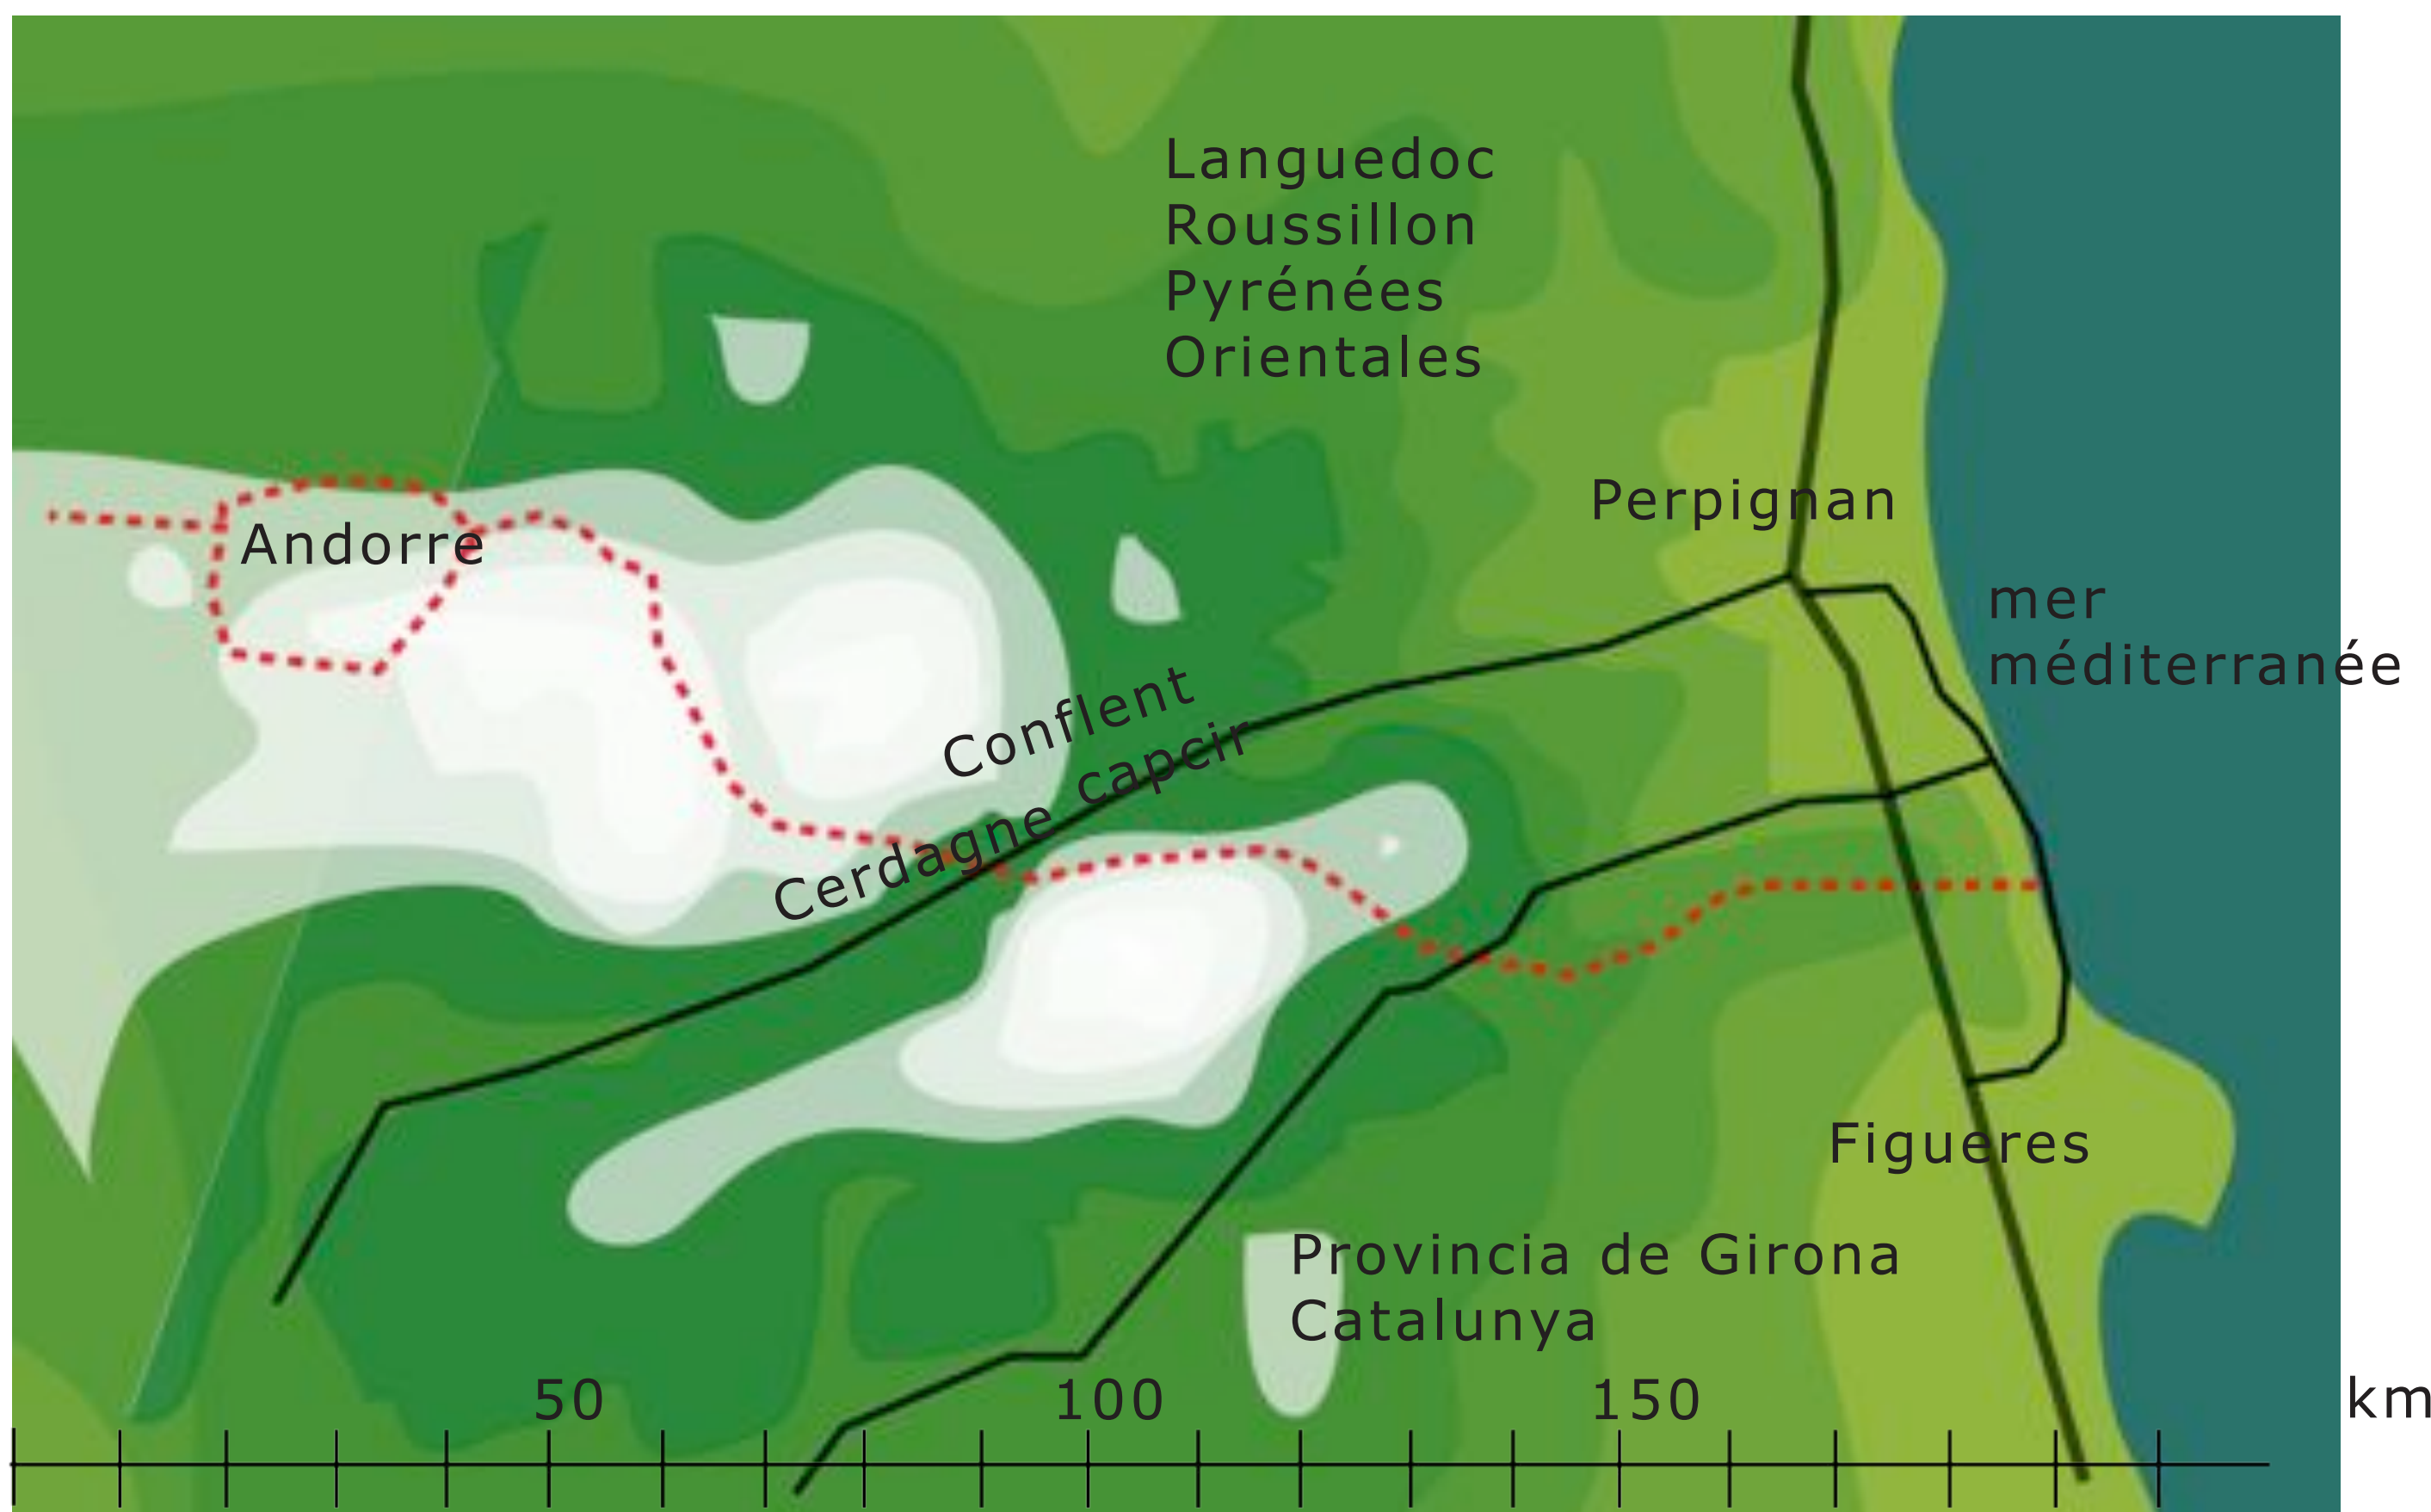 Languedoc
Roussillon
Pyrénées
Orientales
Perpignan
Andorre
mer
méditerranée
Conflent
Cerdagne capcir
Figueres
Provincia de Girona
Catalunya
50 100 150 km